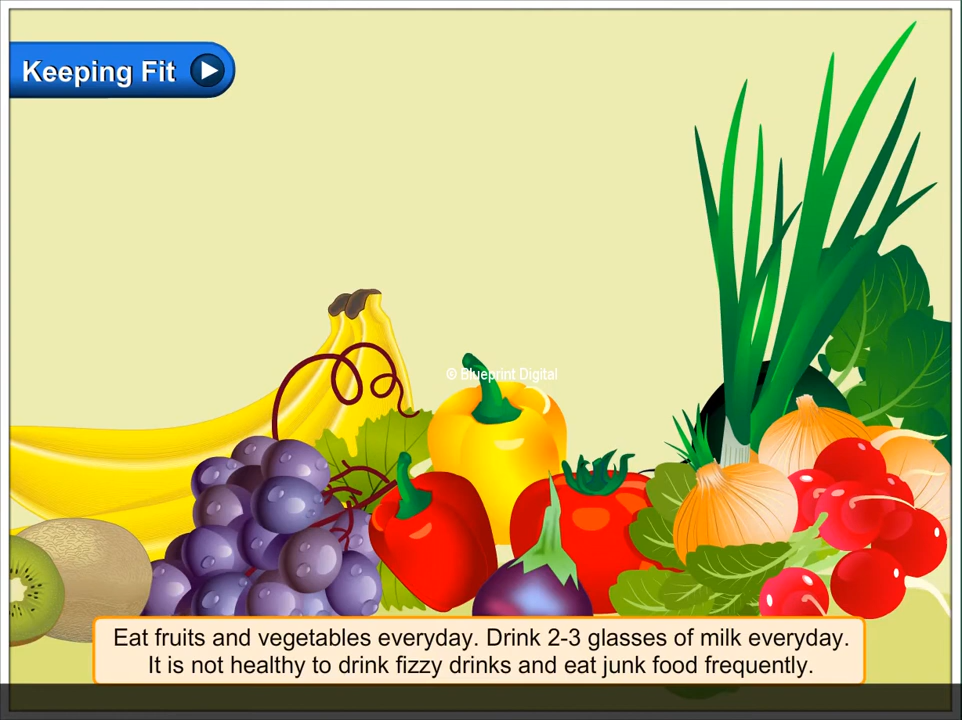 Keeping Fit
© Blueprint Digital
Eat fruits and vegetables everyday. Drink 2-3 glasses of milk everyday.
It is not healthy to drink fizzy drinks and eat junk food frequently.